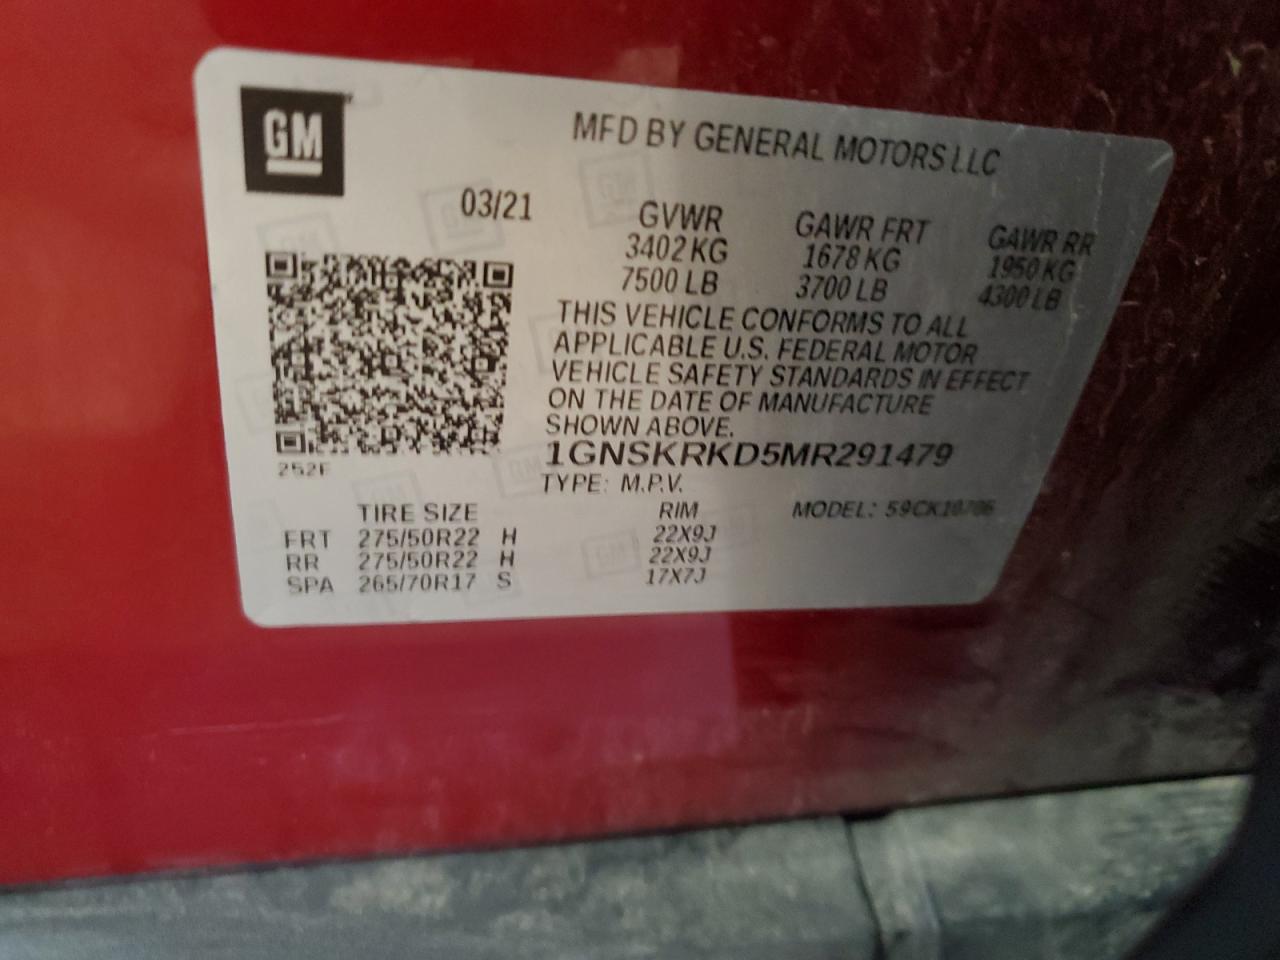 GM
MFD BY GENERAL MOTORS LLC
03/21
GVWR GAWR FRT GAWR RR
3402 KG 1678 KG 1950 KG
7500 LB 3700 LB 4300 LB
THIS VEHICLE CONFORMS TO ALL
APPLICABLE U.S. FEDERAL MOTOR
VEHICLE SAFETY STANDARDS IN EFFECT
ON THE DATE OF MANUFACTURE
SHOWN ABOVE.
1GNSKRKD5MR291479
252F
TYPE: M.P.V.
TIRE SIZE RIM MODEL: 59CK10706
FRT 275/50R22 H 22X9J
RR 275/50R22 H 22X9J
SPA 265/70R17 S 17X7J